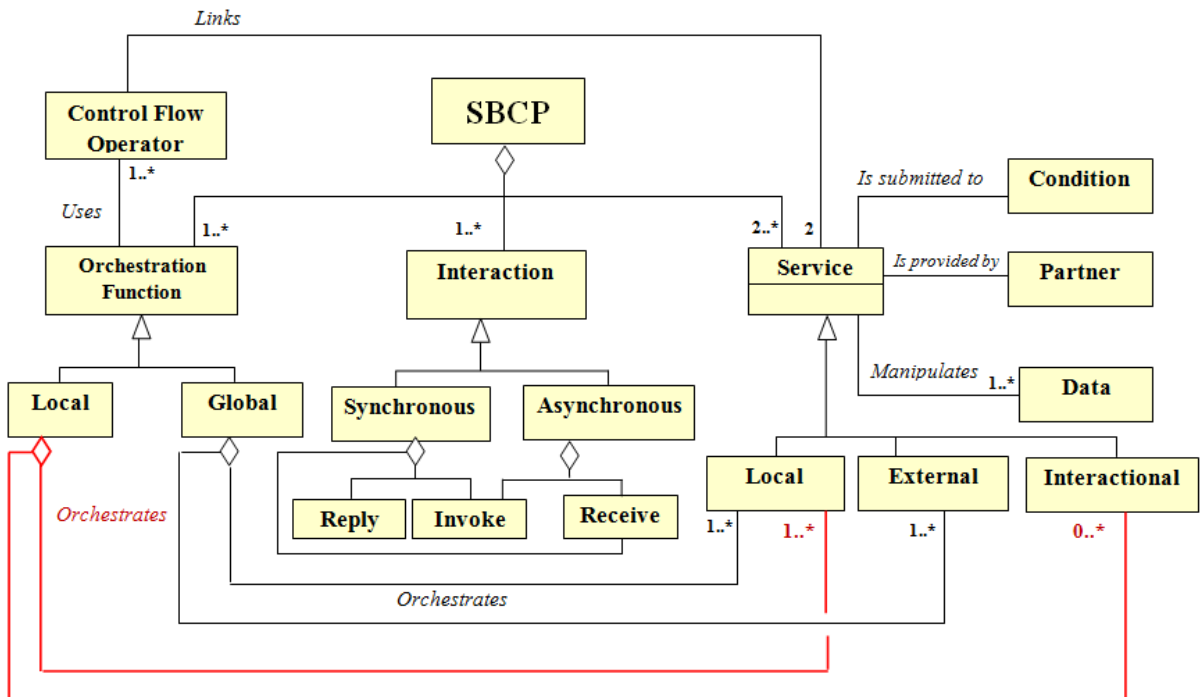 Links
Control Flow
Operator
SBCP
1..*
Is submitted to
Condition
Uses
1..*
1..*
2..*
2
Orchestration
Function
Interaction
Service
Is provided by
Partner
Manipulates
1..*
Data
Local
Global
Synchronous
Asynchronous
Local
External
Interactional
Orchestrates
Reply
Invoke
Receive
1..*
1..*
1..*
0..*
Orchestrates